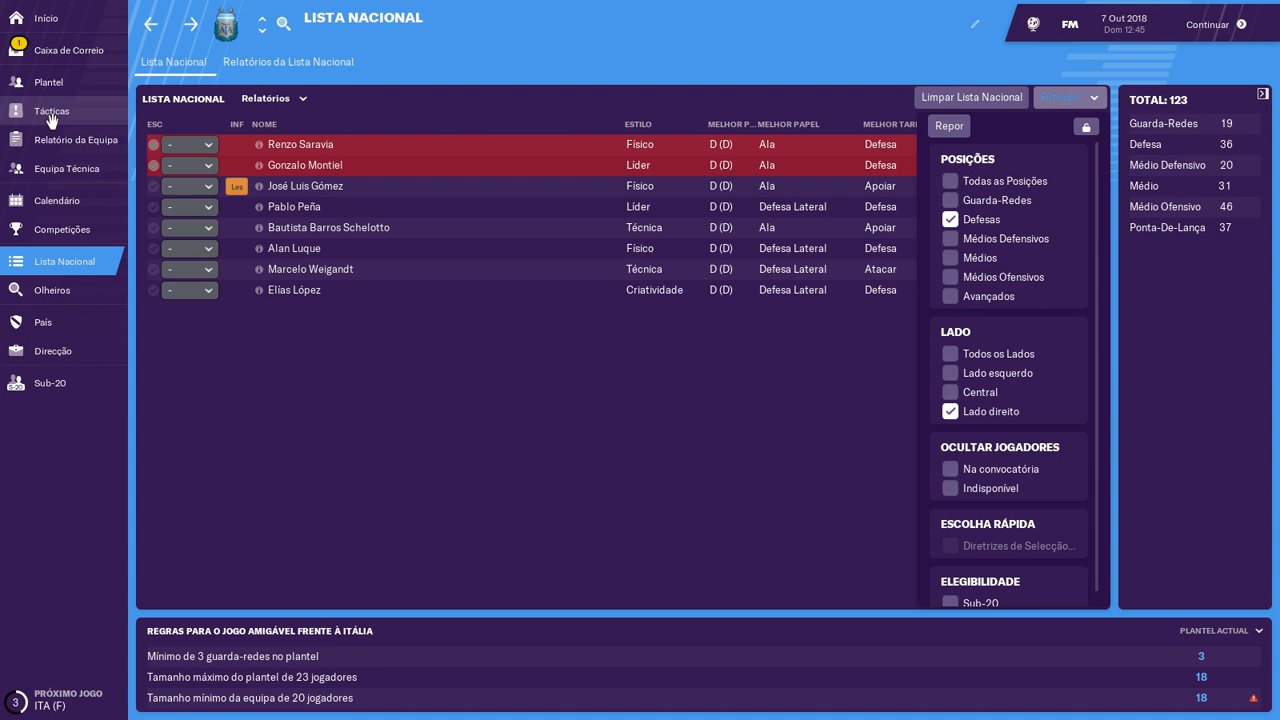 Início
1
Caixa de Correio
Plantel
Tácticas
Relatório da Equipa
Equipa Técnica
Calendário
Competições
Lista Nacional
Olheiros
País
Direcção
S-20
Sub-20
3
PRÓXIMO JOGO
ITA (F)
LISTA NACIONAL
FM
7 Out 2018
Dom 12:45
Continuar
Lista Nacional Relatórios da Lista Nacional
LISTA NACIONAL Relatórios
Limpar Lista Nacional Filtrado
ESC INF NOME ESTILO MELHOR P... MELHOR PAPEL MELHOR TAR
- Renzo Saravia Físico D (D) Ala Defesa
- Gonzalo Montiel Líder D (D) Ala Defesa
- Les José Luis Gómez Físico D (D) Ala Apoiar
- Pablo Peña Líder D (D) Defesa Lateral Defesa
- Bautista Barros Schelotto Técnica D (D) Ala Apoiar
- Alan Luque Físico D (D) Defesa Lateral Defesa
- Marcelo Weigandt Técnica D (D) Defesa Lateral Atacar
- Elías López Criatividade D (D) Defesa Lateral Defesa
Repor
POSIÇÕES
Todas as Posições
Guarda-Redes
Defesas
Médios Defensivos
Médios
Médios Ofensivos
Avançados
LADO
Todos os Lados
Lado esquerdo
Central
Lado direito
OCULTAR JOGADORES
Na convocatória
Indisponível
ESCOLHA RÁPIDA
Diretrizes de Selecção...
ELEGIBILIDADE
Sub-20
TOTAL: 123
Guarda-Redes 19
Defesa 36
Médio Defensivo 20
Médio 31
Médio Ofensivo 46
Ponta-De-Lança 37
REGRAS PARA O JOGO AMIGÁVEL FRENTE À ITÁLIA PLANTEL ACTUAL
Mínimo de 3 guarda-redes no plantel 3
Tamanho máximo do plantel de 23 jogadores 18
Tamanho mínimo da equipa de 20 jogadores 18